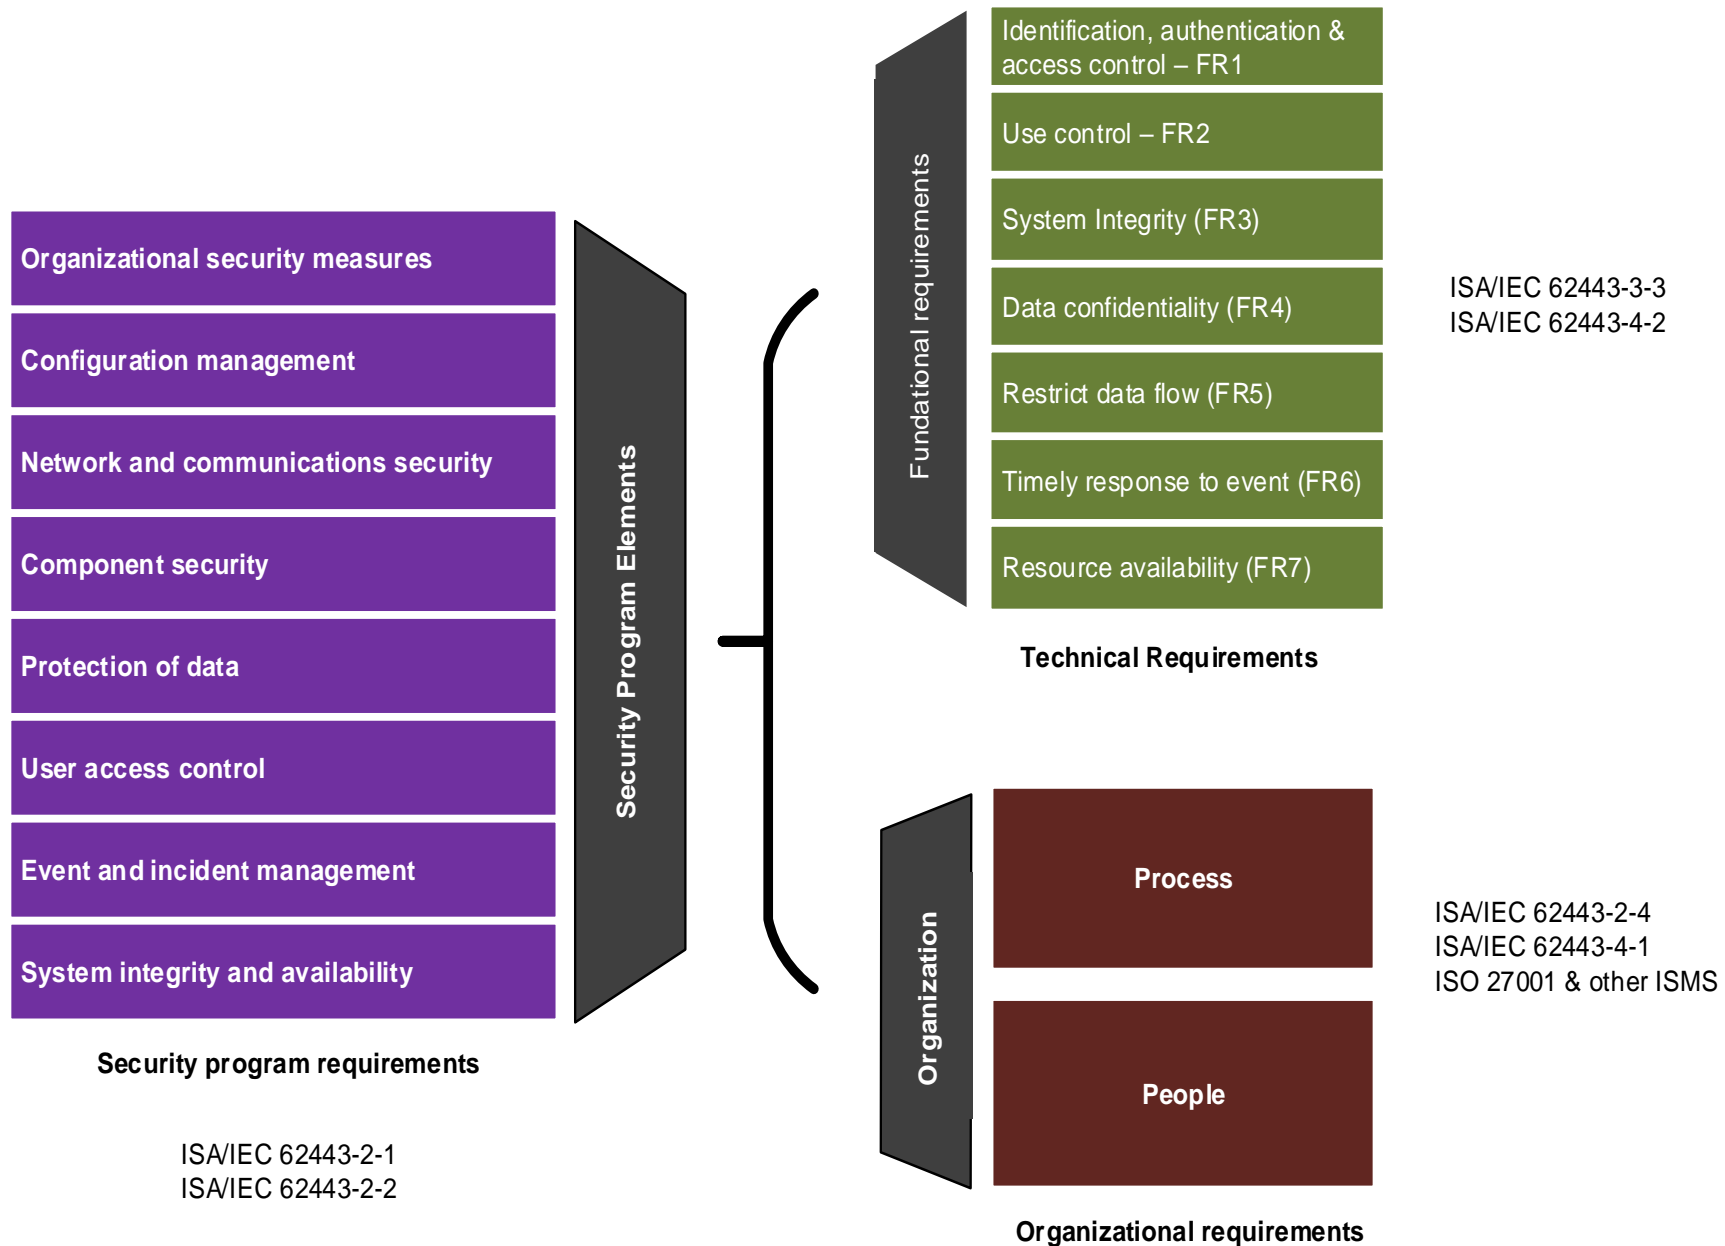 Organizational security measures
Configuration management
Network and communications security
Component security
Protection of data
User access control
Event and incident management
System integrity and availability
Security program requirements
ISA/IEC 62443-2-1
ISA/IEC 62443-2-2
Security Program Elements
Fundational requirements
Identification, authentication &
access control – FR1
Use control – FR2
System Integrity (FR3)
Data confidentiality (FR4)
Restrict data flow (FR5)
Timely response to event (FR6)
Resource availability (FR7)
Technical Requirements
ISA/IEC 62443-3-3
ISA/IEC 62443-4-2
Organization
Process
People
Organizational requirements
ISA/IEC 62443-2-4
ISA/IEC 62443-4-1
ISO 27001 & other ISMS